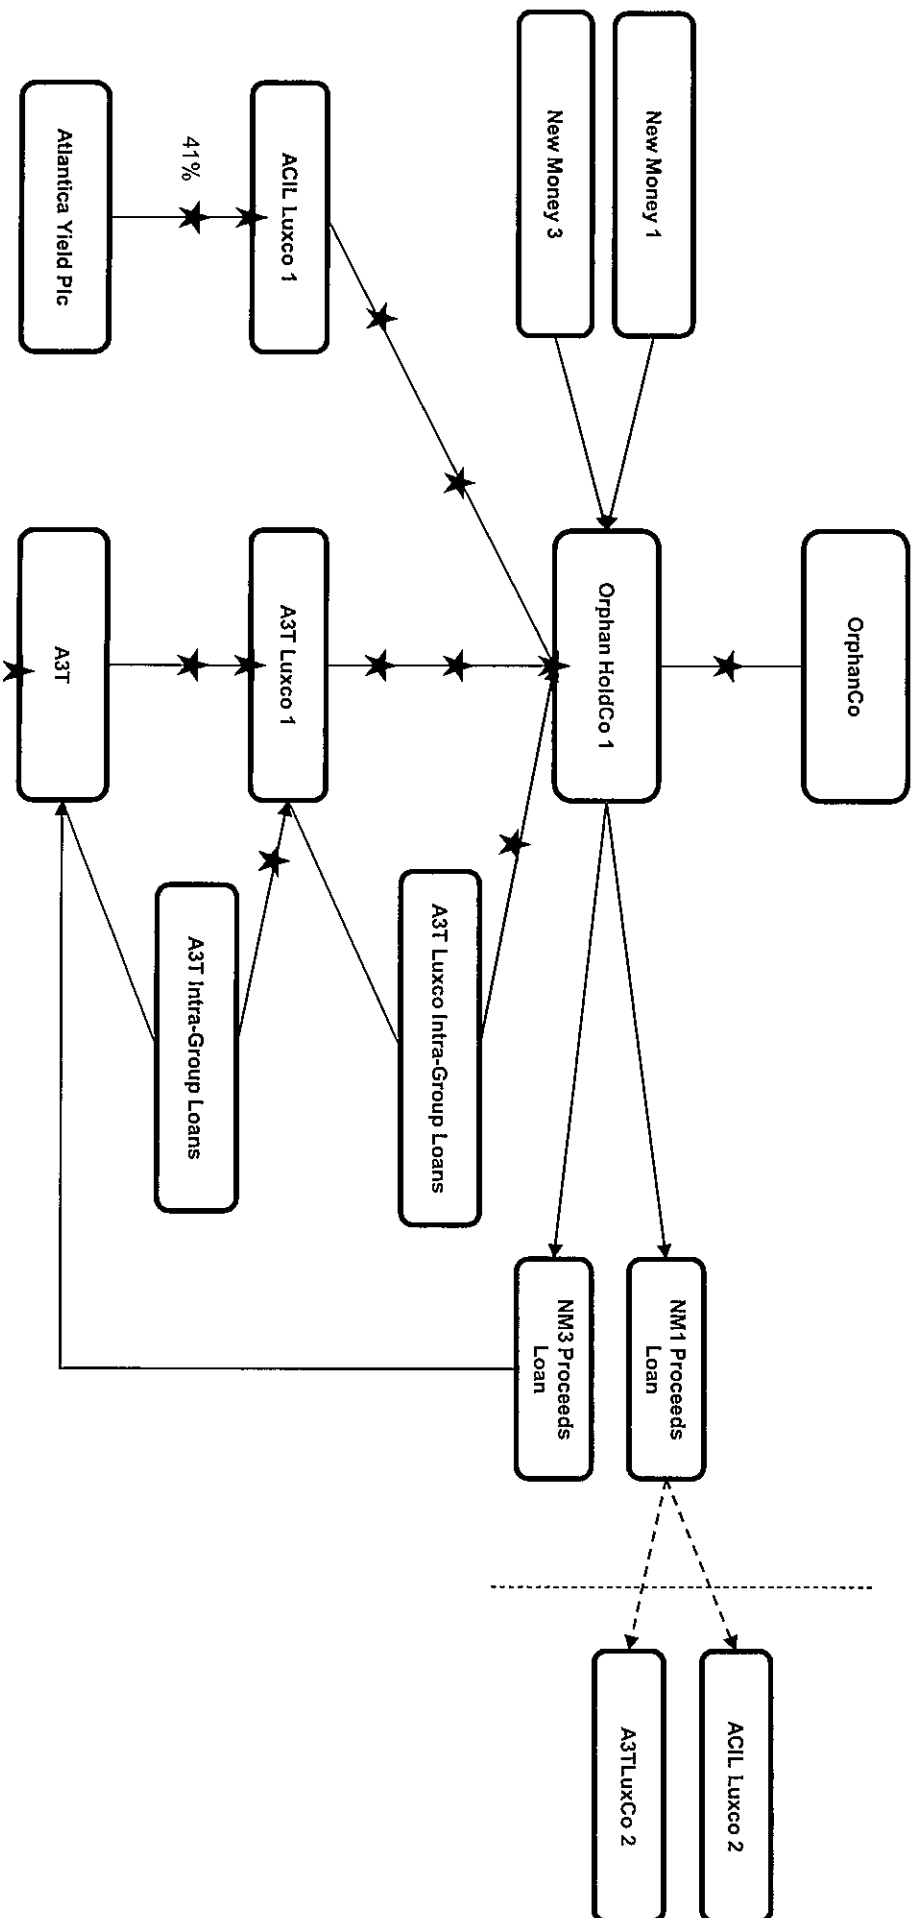 OrphanCo
New Money 1
New Money 3
Orphan HoldCo 1
NM1 Proceeds
Loan
NM3 Proceeds
Loan
ACIL Luxco 2
A3TLuxCo 2
A3T Luxco Intra-Group Loans
ACIL Luxco 1
A3T Luxco 1
A3T Intra-Group Loans
41%
Atlantica Yield Plc
A3T